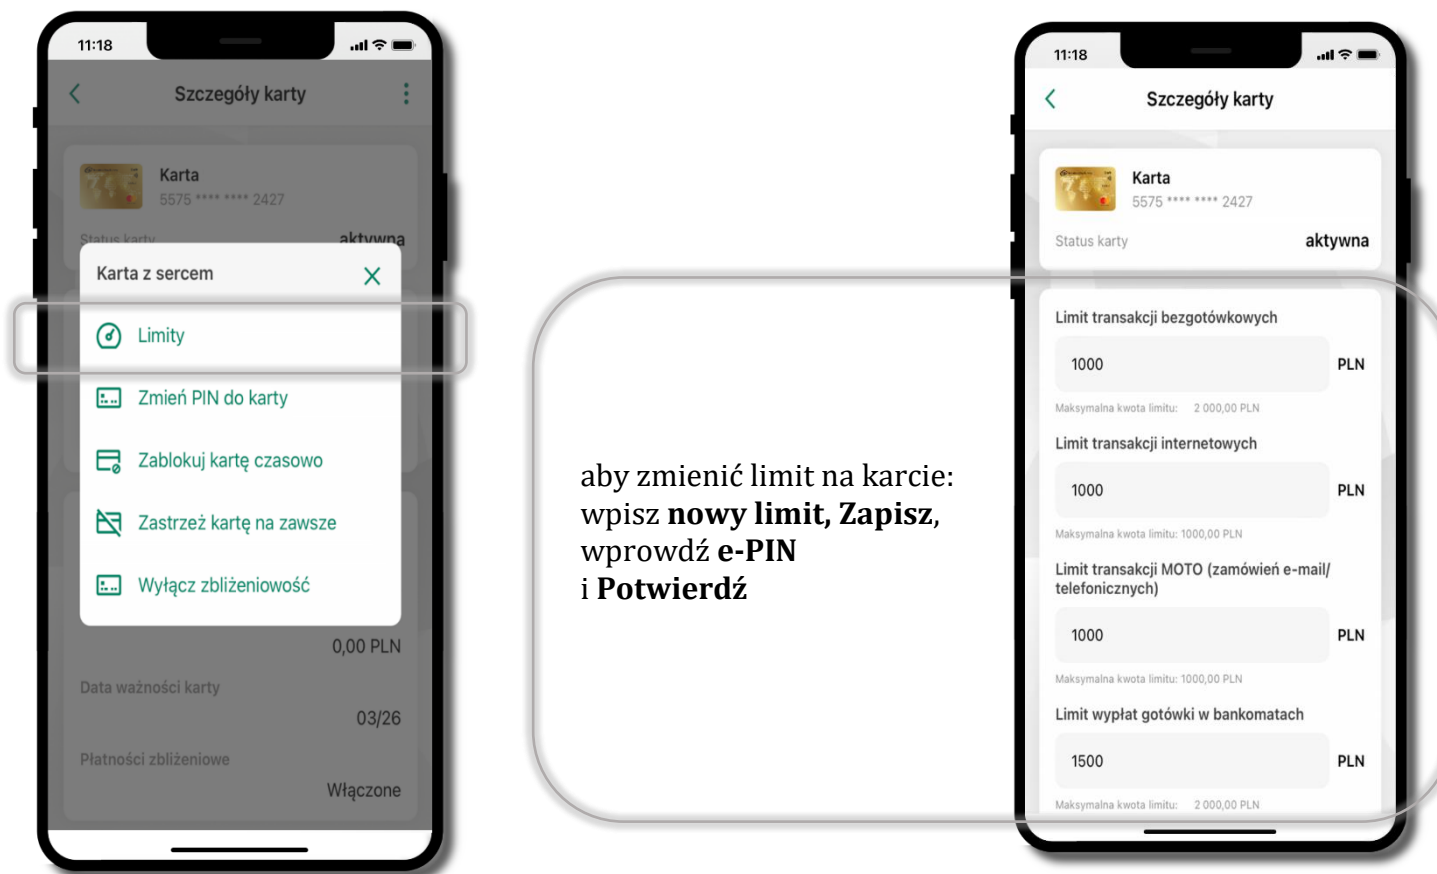 11:18
Szczegóły karty
Karta
5575 **** **** 2427
Status karty
aktywna
Karta z sercem
Limity
Zmień PIN do karty
Zablokuj kartę czasowo
Zastrzeż kartę na zawsze
Wyłącz zbliżeniowość
0,00 PLN
Data ważności karty
03/26
Płatności zbliżeniowe
Włączone
aby zmienić limit na karcie:
wpisz nowy limit, Zapisz,
wprowdź e-PIN
i Potwierdź
11:18
Szczegóły karty
Karta
5575 **** **** 2427
Status karty
aktywna
Limit transakcji bezgotówkowych
1000 PLN
Maksymalna kwota limitu: 2 000,00 PLN
Limit transakcji internetowych
1000 PLN
Maksymalna kwota limitu: 1000,00 PLN
Limit transakcji MOTO (zamówień e-mail/
telefonicznych)
1000 PLN
Maksymalna kwota limitu: 1000,00 PLN
Limit wypłat gotówki w bankomatach
1500 PLN
Maksymalna kwota limitu: 2 000,00 PLN